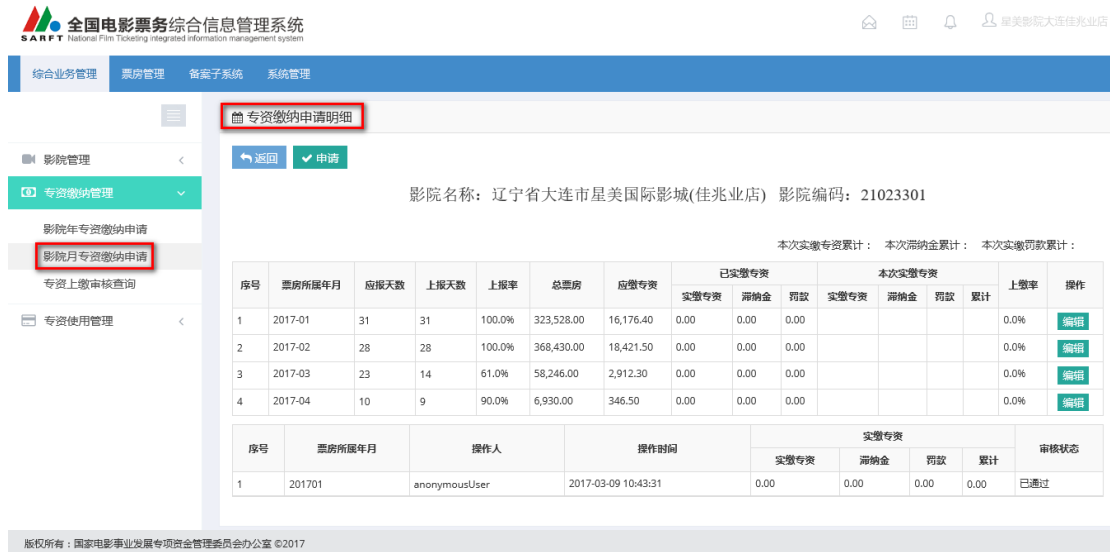 全国电影票务综合信息管理系统
SARFT National Film Ticketing integrated information management system
星美影院大连佳兆业店
综合业务管理 票房管理 备案子系统 系统管理
专资缴纳申请明细
影院管理
返回 申请
专资缴纳管理
影院名称：辽宁省大连市星美国际影城(佳兆业店) 影院编码：21023301
影院年专资缴纳申请
影院月专资缴纳申请
专资上缴审核查询
专资使用管理
本次实缴专资累计： 本次滞纳金累计： 本次实缴罚款累计：
序号 票房所属年月 应报天数 上报天数 上报率 总票房 应缴专资 已实缴专资 本次实缴专资 上缴率 操作
实缴专资 滞纳金 罚款 实缴专资 滞纳金 罚款 累计
1 2017-01 31 31 100.0% 323,528.00 16,176.40 0.00 0.00 0.00 0.0% 编辑
2 2017-02 28 28 100.0% 368,430.00 18,421.50 0.00 0.00 0.00 0.0% 编辑
3 2017-03 23 14 61.0% 58,246.00 2,912.30 0.00 0.00 0.00 0.0% 编辑
4 2017-04 10 9 90.0% 6,930.00 346.50 0.00 0.00 0.00 0.0% 编辑
序号 票房所属年月 操作人 操作时间 实缴专资 审核状态
实缴专资 滞纳金 罚款 累计
1 201701 anonymousUser 2017-03-09 10:43:31 0.00 0.00 0.00 0.00 已通过
版权所有：国家电影事业发展专项资金管理委员会办公室 ©2017